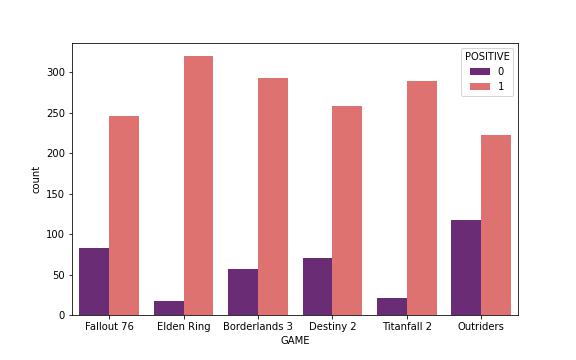 POSITIVE
0
1
300
250
200
150
100
50
0
count
Fallout 76 Elden Ring Borderlands 3 Destiny 2 Titanfall 2 Outriders
GAME